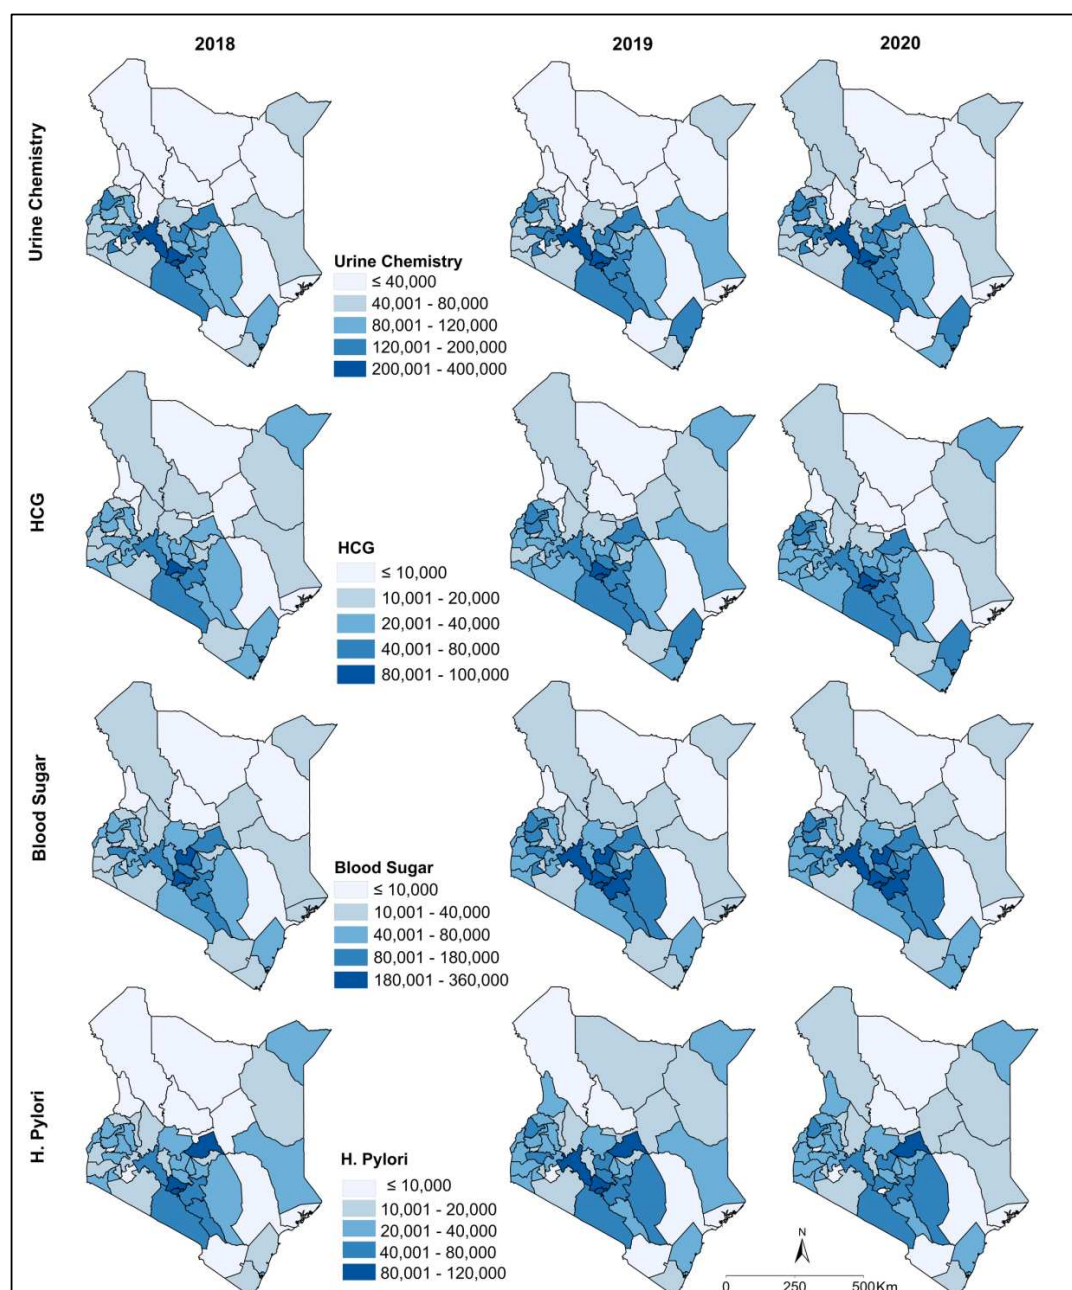 2018 2019 2020
Urine Chemistry
Urine Chemistry
≤ 40,000
40,001 - 80,000
80,001 - 120,000
120,001 - 200,000
200,001 - 400,000
HCG
HCG
≤ 10,000
10,001 - 20,000
20,001 - 40,000
40,001 - 80,000
80,001 - 100,000
Blood Sugar
Blood Sugar
≤ 10,000
10,001 - 40,000
40,001 - 80,000
80,001 - 180,000
180,001 - 360,000
H. Pylori
H. Pylori
≤ 10,000
10,001 - 20,000
20,001 - 40,000
40,001 - 80,000
80,001 - 120,000
N
0 250 500Km